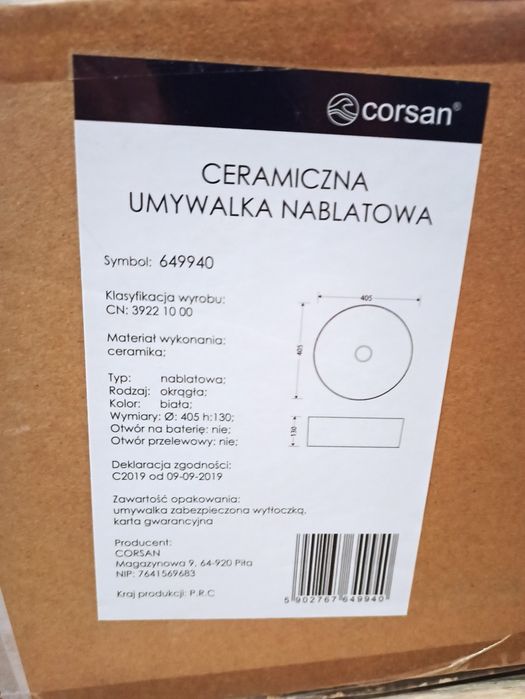 corsan®
CERAMICZNA
UMYWALKA NABLATOWA
Symbol: 649940
Klasyfikacja wyrobu:
CN: 3922 10 00
Materiał wykonania:
ceramika;
Typ: nablatowa;
Rodzaj: okrągła;
Kolor: biała;
Wymiary: Ø: 405 h:130;
Otwór na baterię: nie;
Otwór przelewowy: nie;
405
405
130
Deklaracja zgodności:
C2019 od 09-09-2019
Zawartość opakowania:
umywalka zabezpieczona wytłoczką,
karta gwarancyjna
Producent:
CORSAN
Magazynowa 9, 64-920 Piła
NIP: 7641569683
Kraj produkcji: P.R.C
5 902767 649940